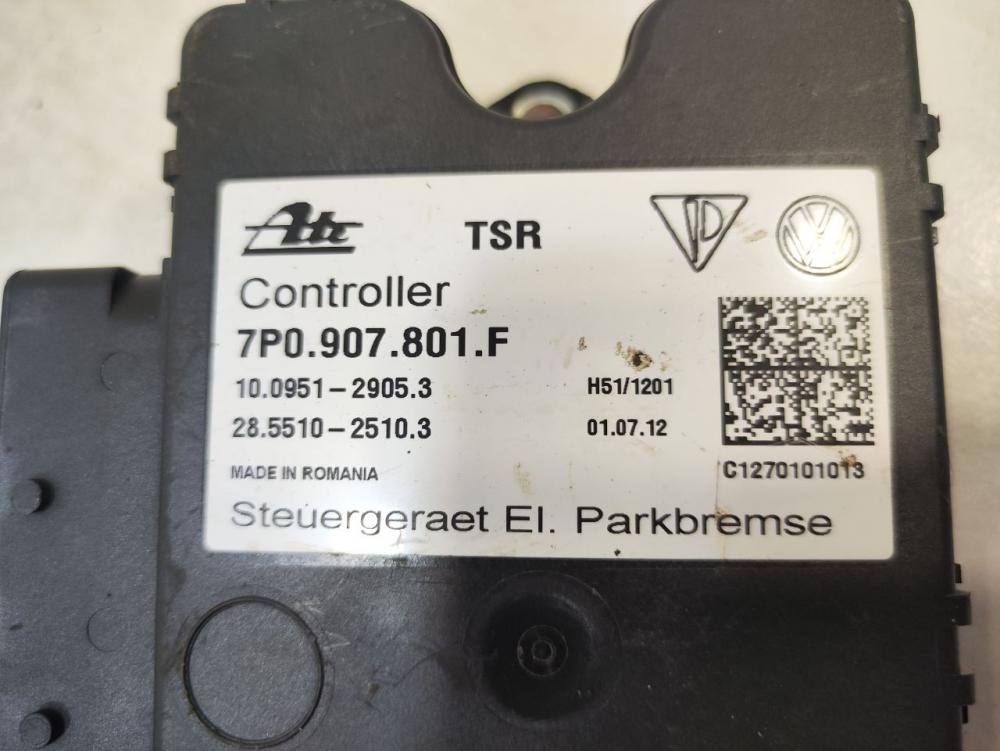 Ate TSR
Controller
7P0.907.801.F
10.0951-2905.3 H51/1201
28.5510-2510.3 01.07.12
MADE IN ROMANIA C1270101013
Steuergeraet El. Parkbremse